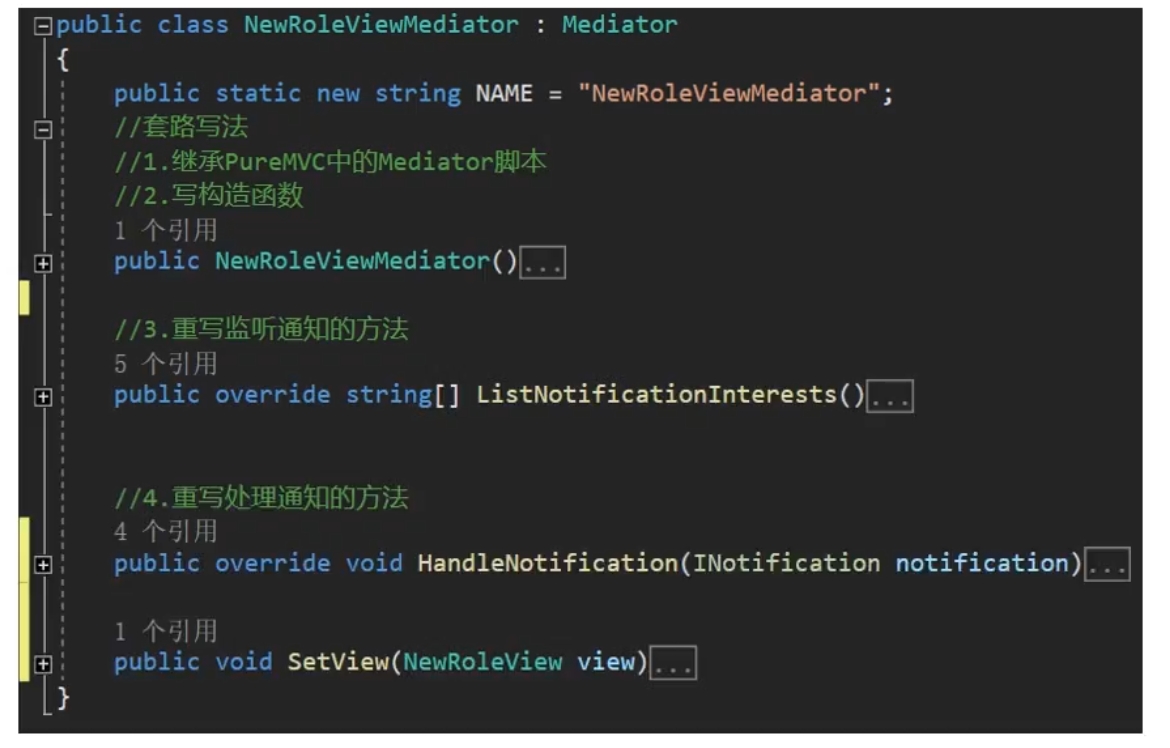 public class NewRoleViewMediator : Mediator
{
public static new string NAME = "NewRoleViewMediator";
//套路写法
//1.继承PureMVC中的Mediator脚本
//2.写构造函数
1 个引用
public NewRoleViewMediator()...
//3.重写监听通知的方法
5 个引用
public override string[] ListNotificationInterests()...
//4.重写处理通知的方法
4 个引用
public override void HandleNotification(INotification notification)...
1 个引用
public void SetView(NewRoleView view)...
}